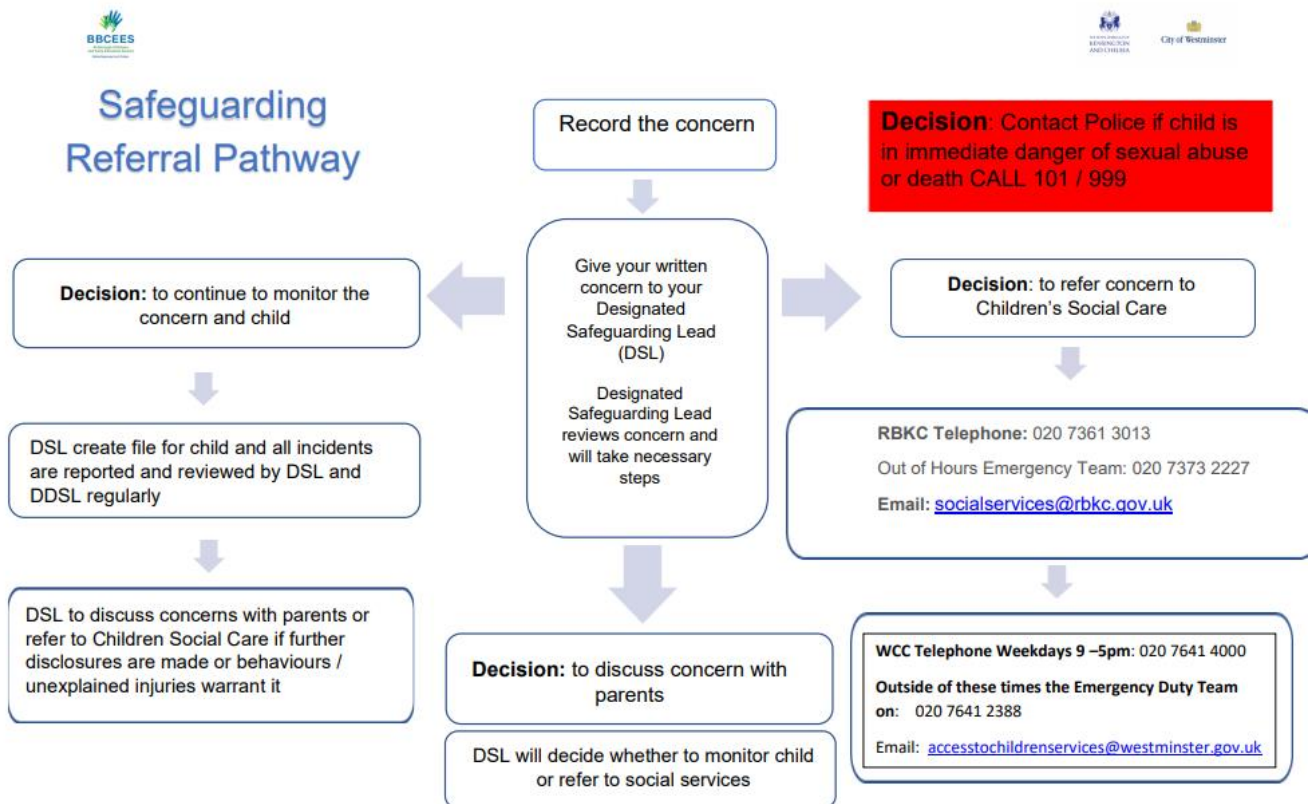 BBCEES
KENSINGTON
AND CHELSEA
City of Westminster
Safeguarding
Referral Pathway
Record the concern
Decision: Contact Police if child is
in immediate danger of sexual abuse
or death CALL 101 / 999
Give your written
concern to your
Designated
Safeguarding Lead
(DSL)
Designated
Safeguarding Lead
reviews concern and
will take necessary
steps
Decision: to continue to monitor the
concern and child
DSL create file for child and all incidents
are reported and reviewed by DSL and
DDSL regularly
DSL to discuss concerns with parents or
refer to Children Social Care if further
disclosures are made or behaviours /
unexplained injuries warrant it
Decision: to discuss concern with
parents
DSL will decide whether to monitor child
or refer to social services
Decision: to refer concern to
Children’s Social Care
RBKC Telephone: 020 7361 3013
Out of Hours Emergency Team: 020 7373 2227
Email: socialservices@rbkc.gov.uk
WCC Telephone Weekdays 9 –5pm: 020 7641 4000
Outside of these times the Emergency Duty Team
on: 020 7641 2388
Email: accesstochildrenservices@westminster.gov.uk